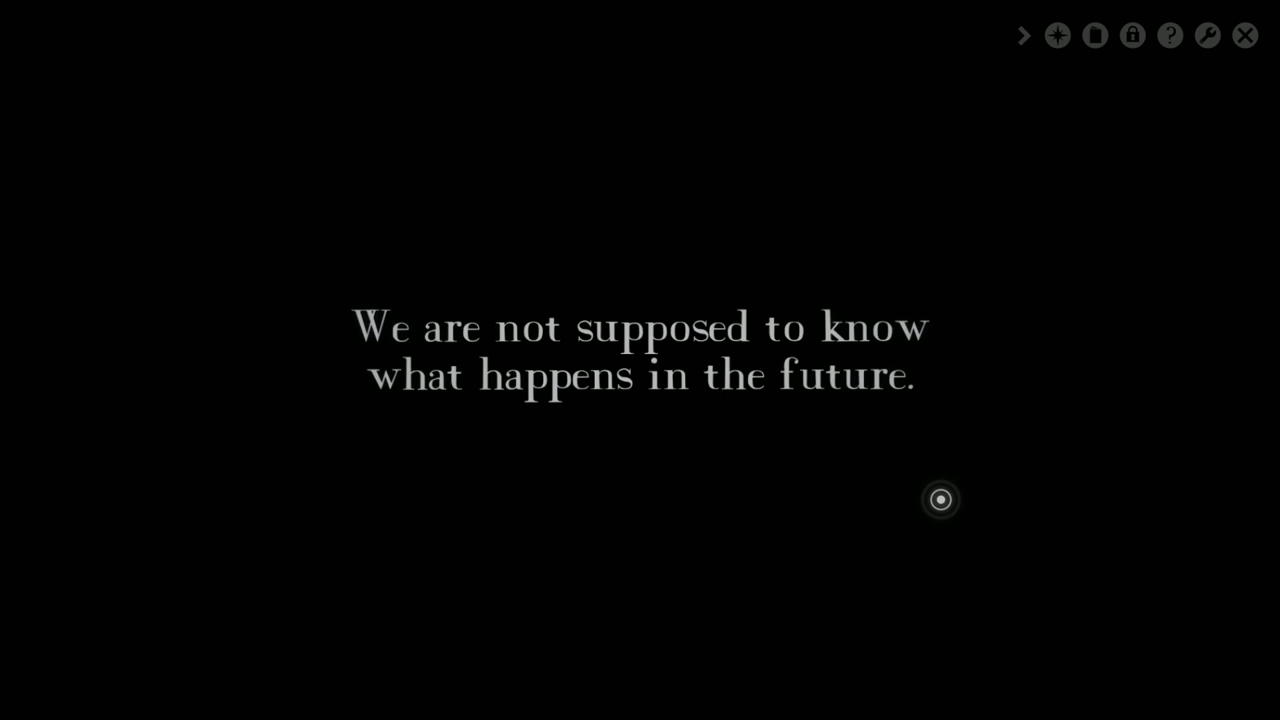 We are not supposed to know
what happens in the future.